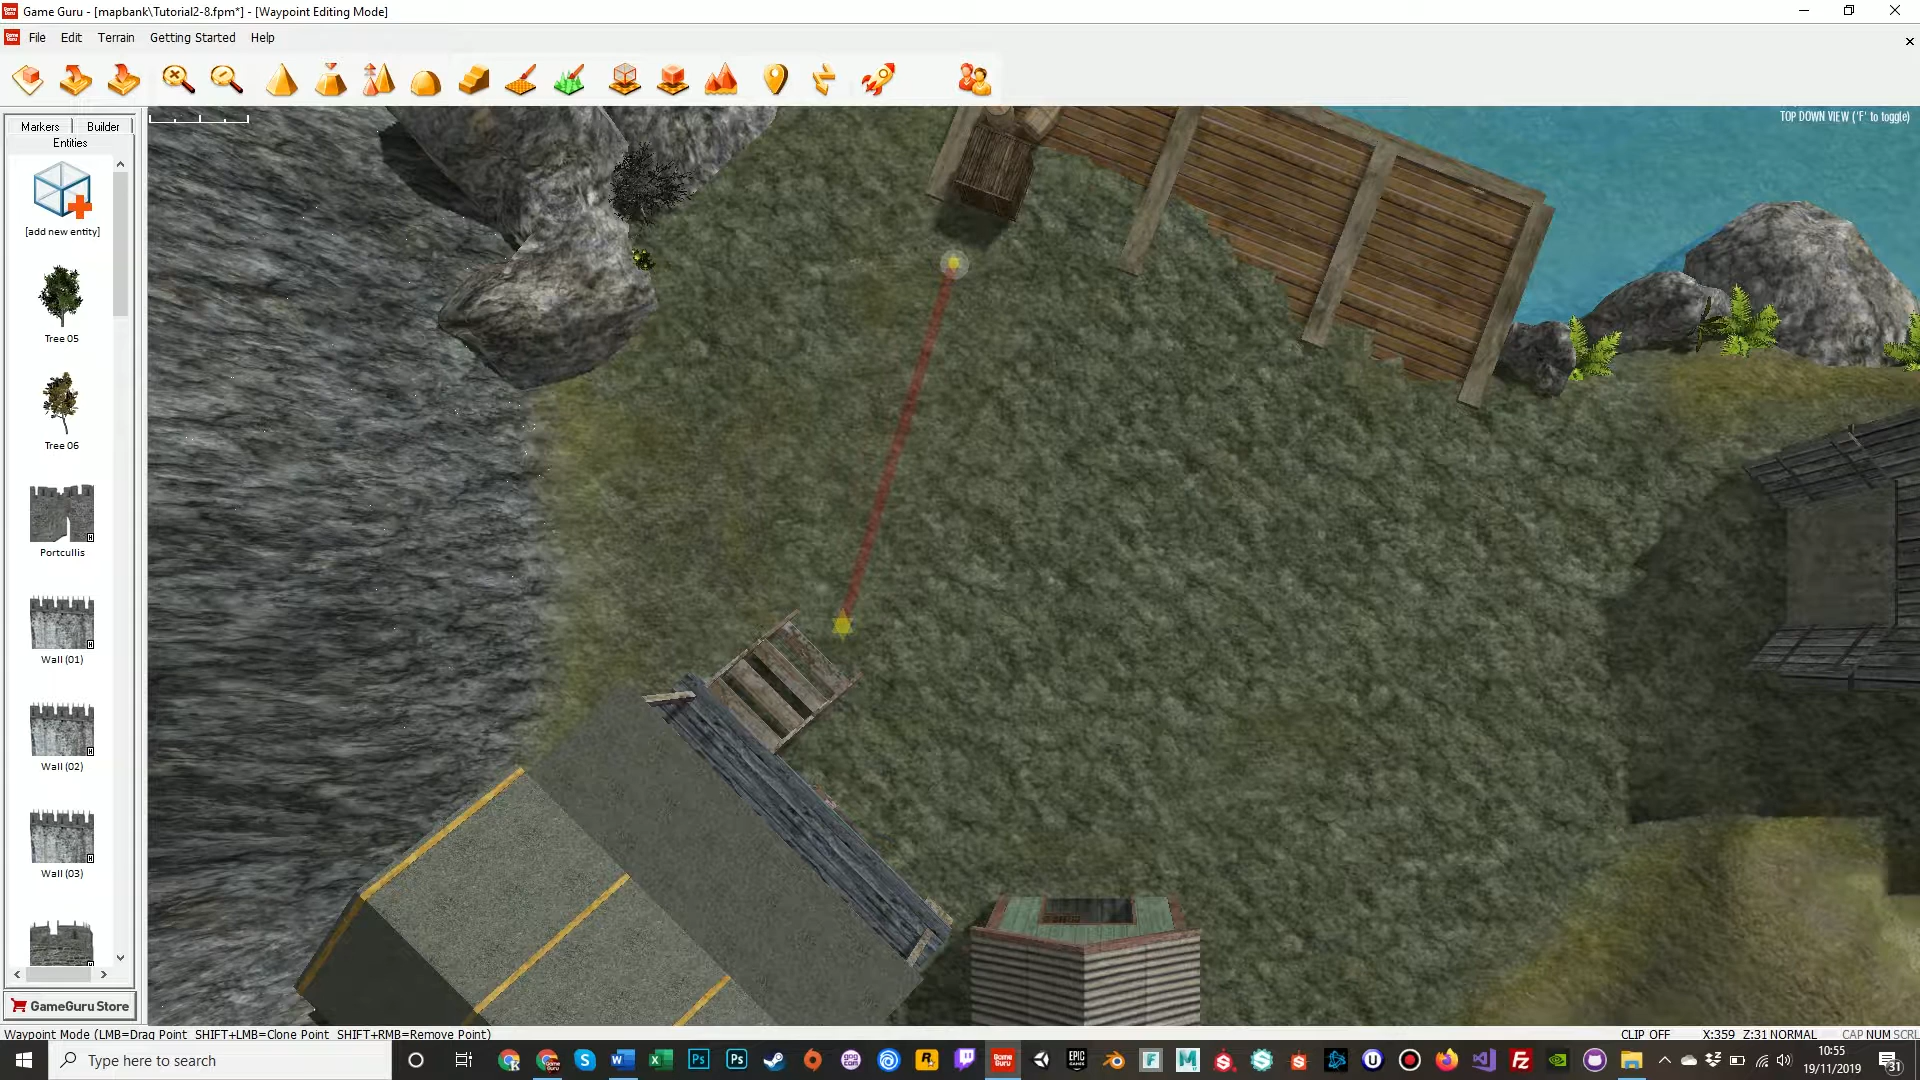 Game Guru - [mapbank\Tutorial2-8.fpm*] - [Waypoint Editing Mode]
File Edit Terrain Getting Started Help
Markers Builder
Entities
[add new entity]
Tree 05
Tree 06
Portcullis
Wall (01)
Wall (02)
Wall (03)
GameGuru Store
TOP DOWN VIEW ('F' to toggle)
Waypoint Mode (LMB=Drag Point SHIFT+LMB=Clone Point SHIFT+RMB=Remove Point)
CLIP OFF X:359 Z:31 NORMAL CAP NUM SCRL
Type here to search
10:55
19/11/2019
31